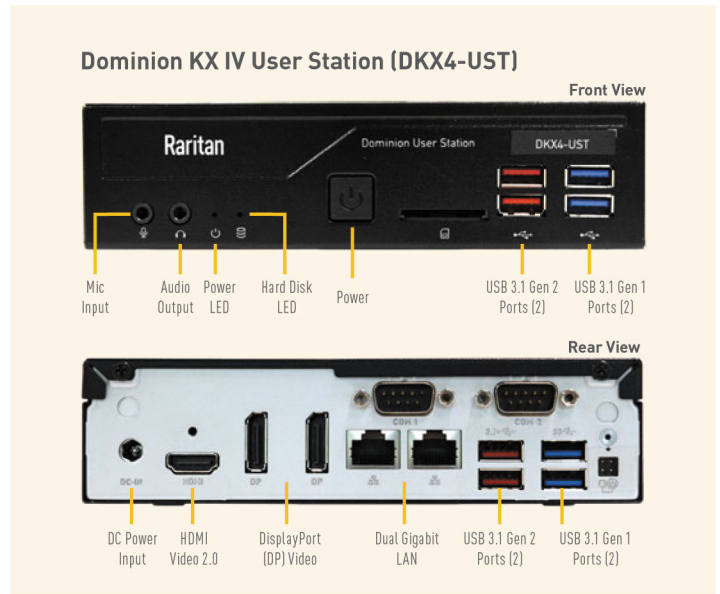 Dominion KX IV User Station (DKX4-UST)
Front View
Raritan
Dominion User Station
DKX4-UST
Mic
Input
Audio
Output
Power
LED
Hard Disk
LED
Power
USB 3.1 Gen 2
Ports (2)
USB 3.1 Gen 1
Ports (2)
Rear View
COM 1
COM 2
DC-IN
HDMI
DP
DP
DC Power
Input
HDMI
Video 2.0
DisplayPort
(DP) Video
Dual Gigabit
LAN
USB 3.1 Gen 2
Ports (2)
USB 3.1 Gen 1
Ports (2)